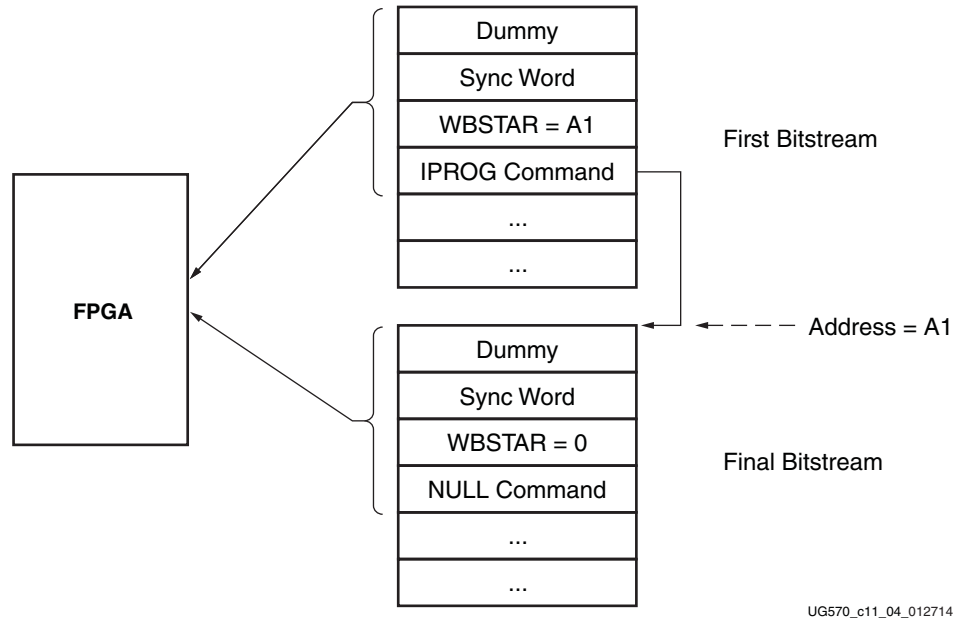 Dummy
Sync Word
WBSTAR = A1
IPROG Command
...
...
First Bitstream
FPGA
Address = A1
Dummy
Sync Word
WBSTAR = 0
NULL Command
...
...
Final Bitstream
UG570_c11_04_012714